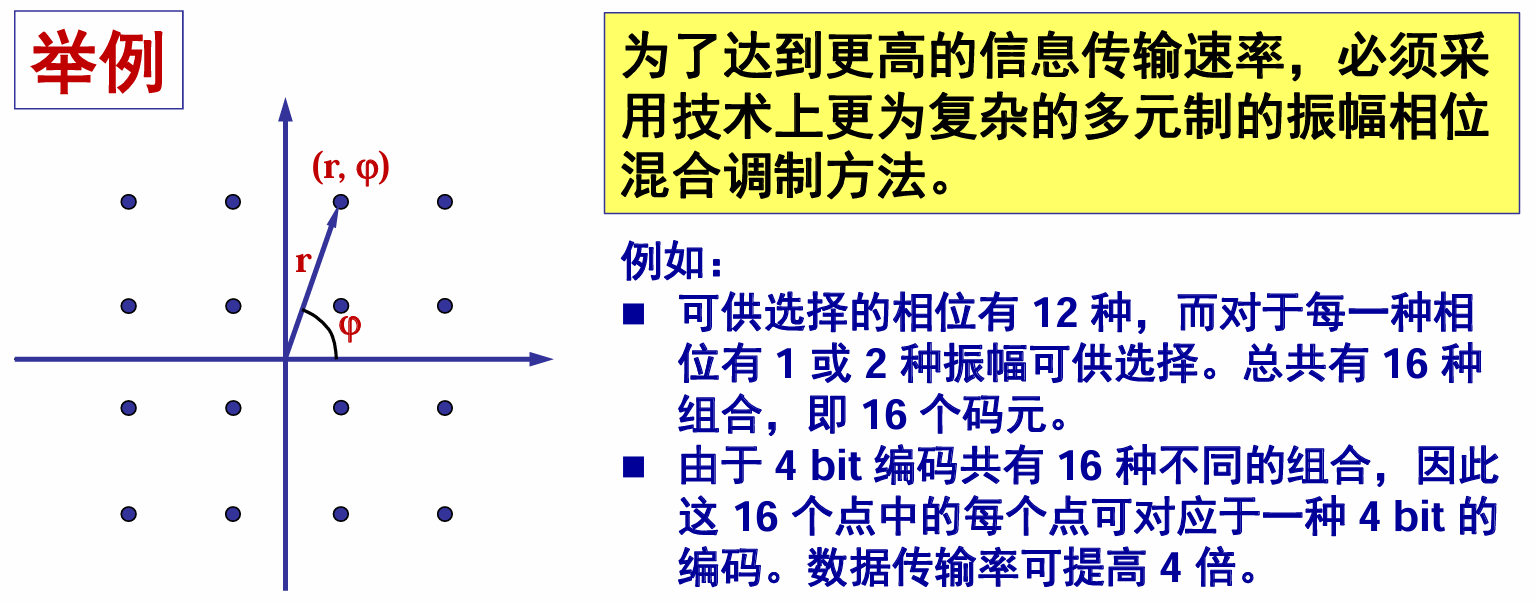 举例
为了达到更高的信息传输速率，必须采
用技术上更为复杂的多元制的振幅相位
混合调制方法。
(r, φ)
r
φ
例如：
■ 可供选择的相位有 12 种，而对于每一种相
位有 1 或 2 种振幅可供选择。总共有 16 种
组合，即 16 个码元。
■ 由于 4 bit 编码共有 16 种不同的组合，因此
这 16 个点中的每个点可对应于一种 4 bit 的
编码。数据传输率可提高 4 倍。